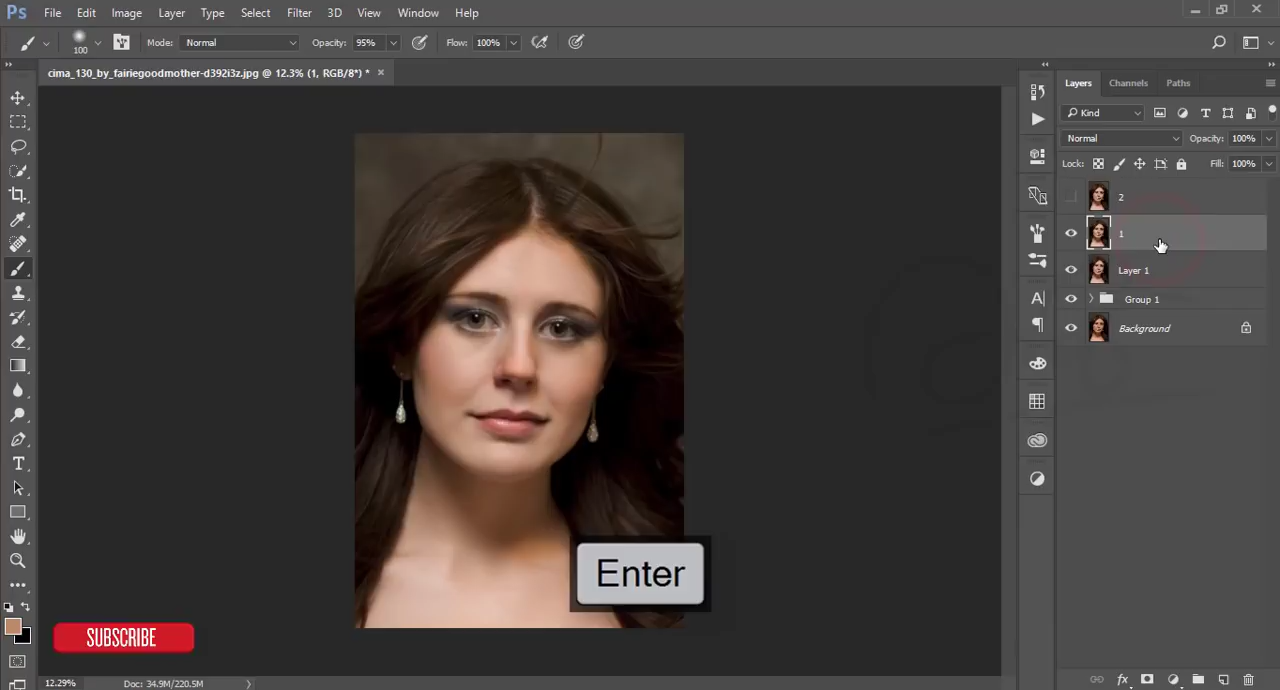 Ps File Edit Image Layer Type Select Filter 3D View Window Help
100 Mode: Normal Opacity: 95% Flow: 100%
cima_130_by_fairiegoodmother-d392i3z.jpg @ 12.3% (1, RGB/8*) * ×
Layers Channels Paths
Kind
Normal Opacity: 100%
Lock: Fill: 100%
2
1
Layer 1
Group 1
Background
Enter
SUBSCRIBE
12.29% Doc: 34.9M/220.5M